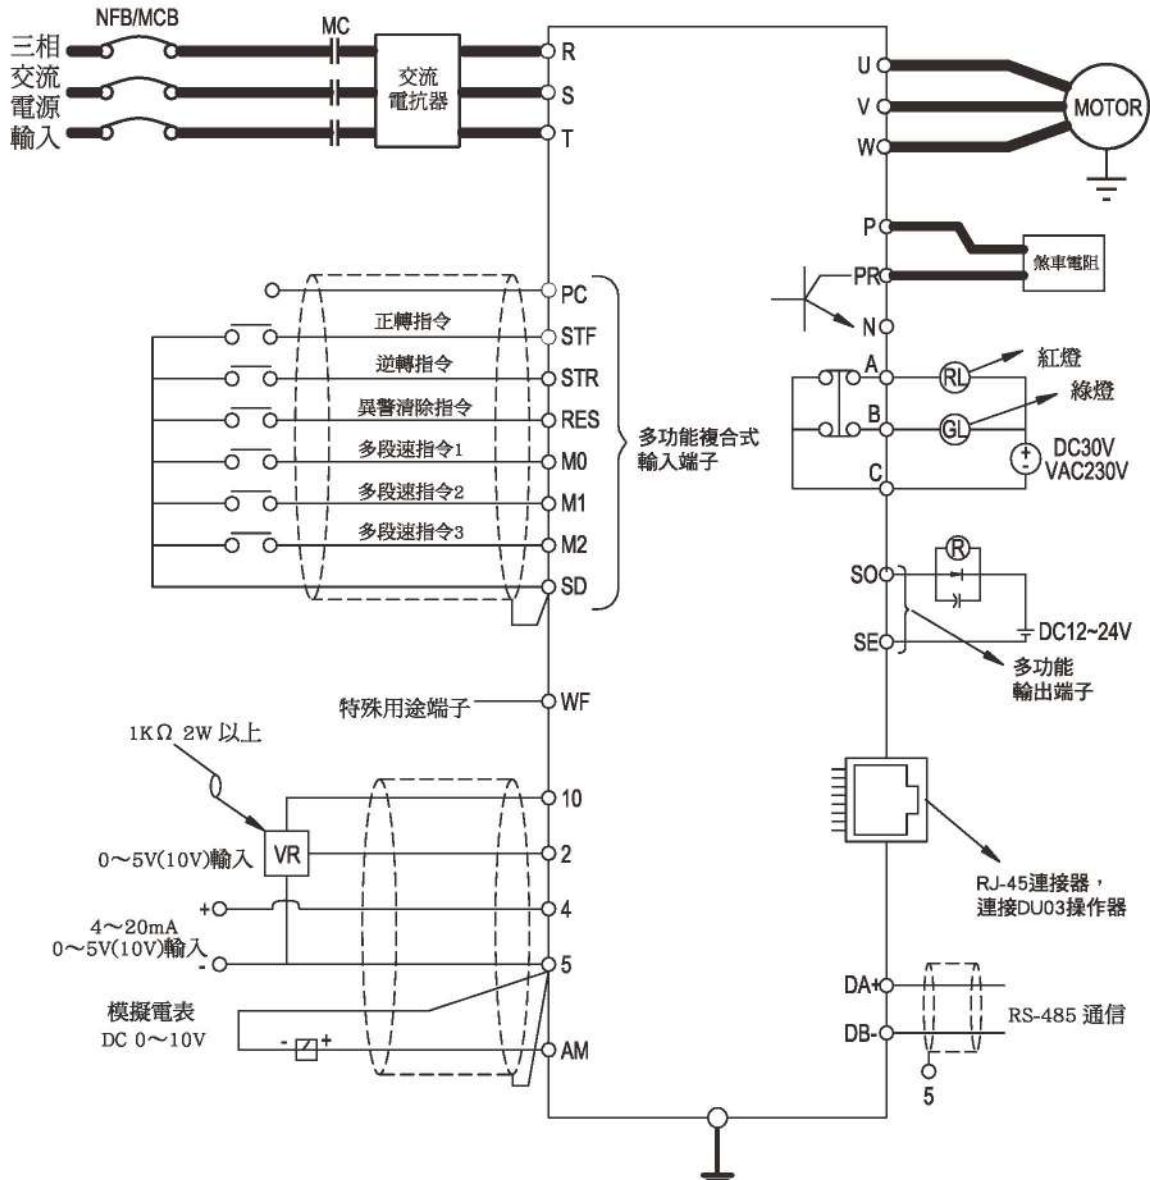 NFB/MCB
MC
三相
交流
電源
輸入
交流
電抗器
R
S
T
U
V
W
MOTOR
P
PR
N
煞車電阻
PC
正轉指令
STF
逆轉指令
STR
異警清除指令
RES
多段速指令1
M0
多段速指令2
M1
多段速指令3
M2
SD
多功能複合式
輸入端子
A
RL
紅燈
B
GL
綠燈
C
+
-
DC30V
VAC230V
SO
R
SE
DC12~24V
多功能
輸出端子
特殊用途端子
WF
1KΩ 2W 以上
VR
0～5V(10V)輸入
10
2
+
4
4～20mA
0～5V(10V)輸入
-
5
模擬電表
DC 0～10V
- +
AM
RJ-45連接器，
連接DU03操作器
DA+
DB-
RS-485 通信
5